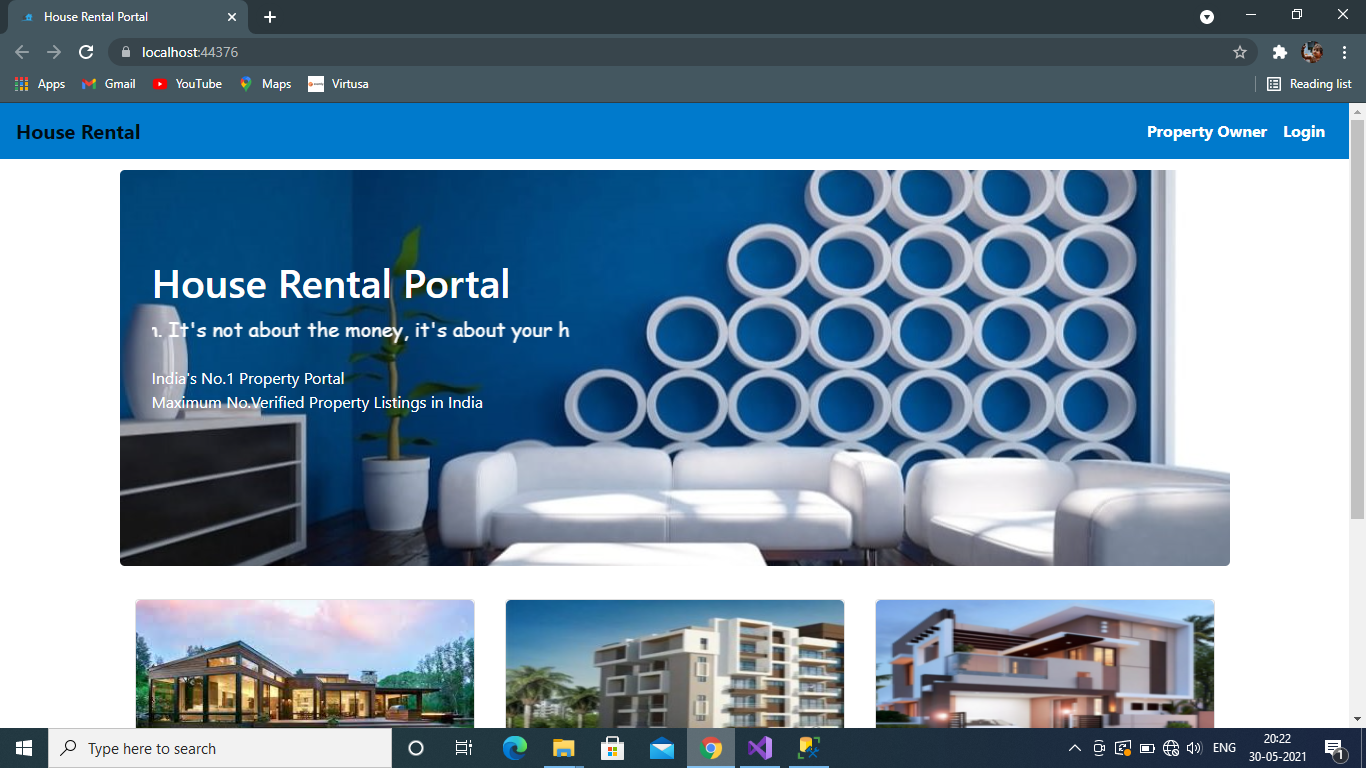 House Rental Portal
localhost:44376
Apps
Gmail
YouTube
Maps
Virtusa
Reading list
House Rental
Property Owner
Login
House Rental Portal
. It's not about the money, it's about your h
India's No.1 Property Portal
Maximum No.Verified Property Listings in India
Type here to search
ENG
20:22
30-05-2021
1